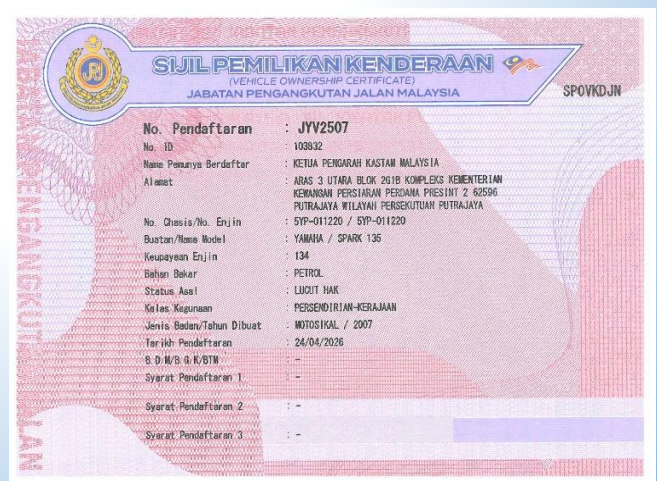 SIJIL PEMILIKAN KENDERAAN
(VEHICLE OWNERSHIP CERTIFICATE)
JABATAN PENGANGKUTAN JALAN MALAYSIA
SPOVKDJN
No. Pendaftaran : JYV2507
No. ID : 103832
Nama Pemunya Berdaftar : KETUA PENGARAH KASTAM MALAYSIA
Alamat : ARAS 3 UTARA BLOK 2G1B KOMPLEKS KEMENTERIAN
KEWANGAN PERSIARAN PERDANA PRESINT 2 62596
PUTRAJAYA WILAYAH PERSEKUTUAN PUTRAJAYA
No. Chasis/No. Enjin : 5YP-011220 / 5YP-011220
Buatan/Nama Model : YAMAHA / SPARK 135
Keupayaan Enjin : 134
Bahan Bakar : PETROL
Status Asal : LUCUT HAK
Kelas Kegunaan : PERSENDIRIAN-KERAJAAN
Jenis Badan/Tahun Dibuat : MOTOSIKAL / 2007
Tarikh Pendaftaran : 24/04/2026
B.D.M/B.G.K/BTM : -
Syarat Pendaftaran 1 : -
Syarat Pendaftaran 2 : -
Syarat Pendaftaran 3 : -